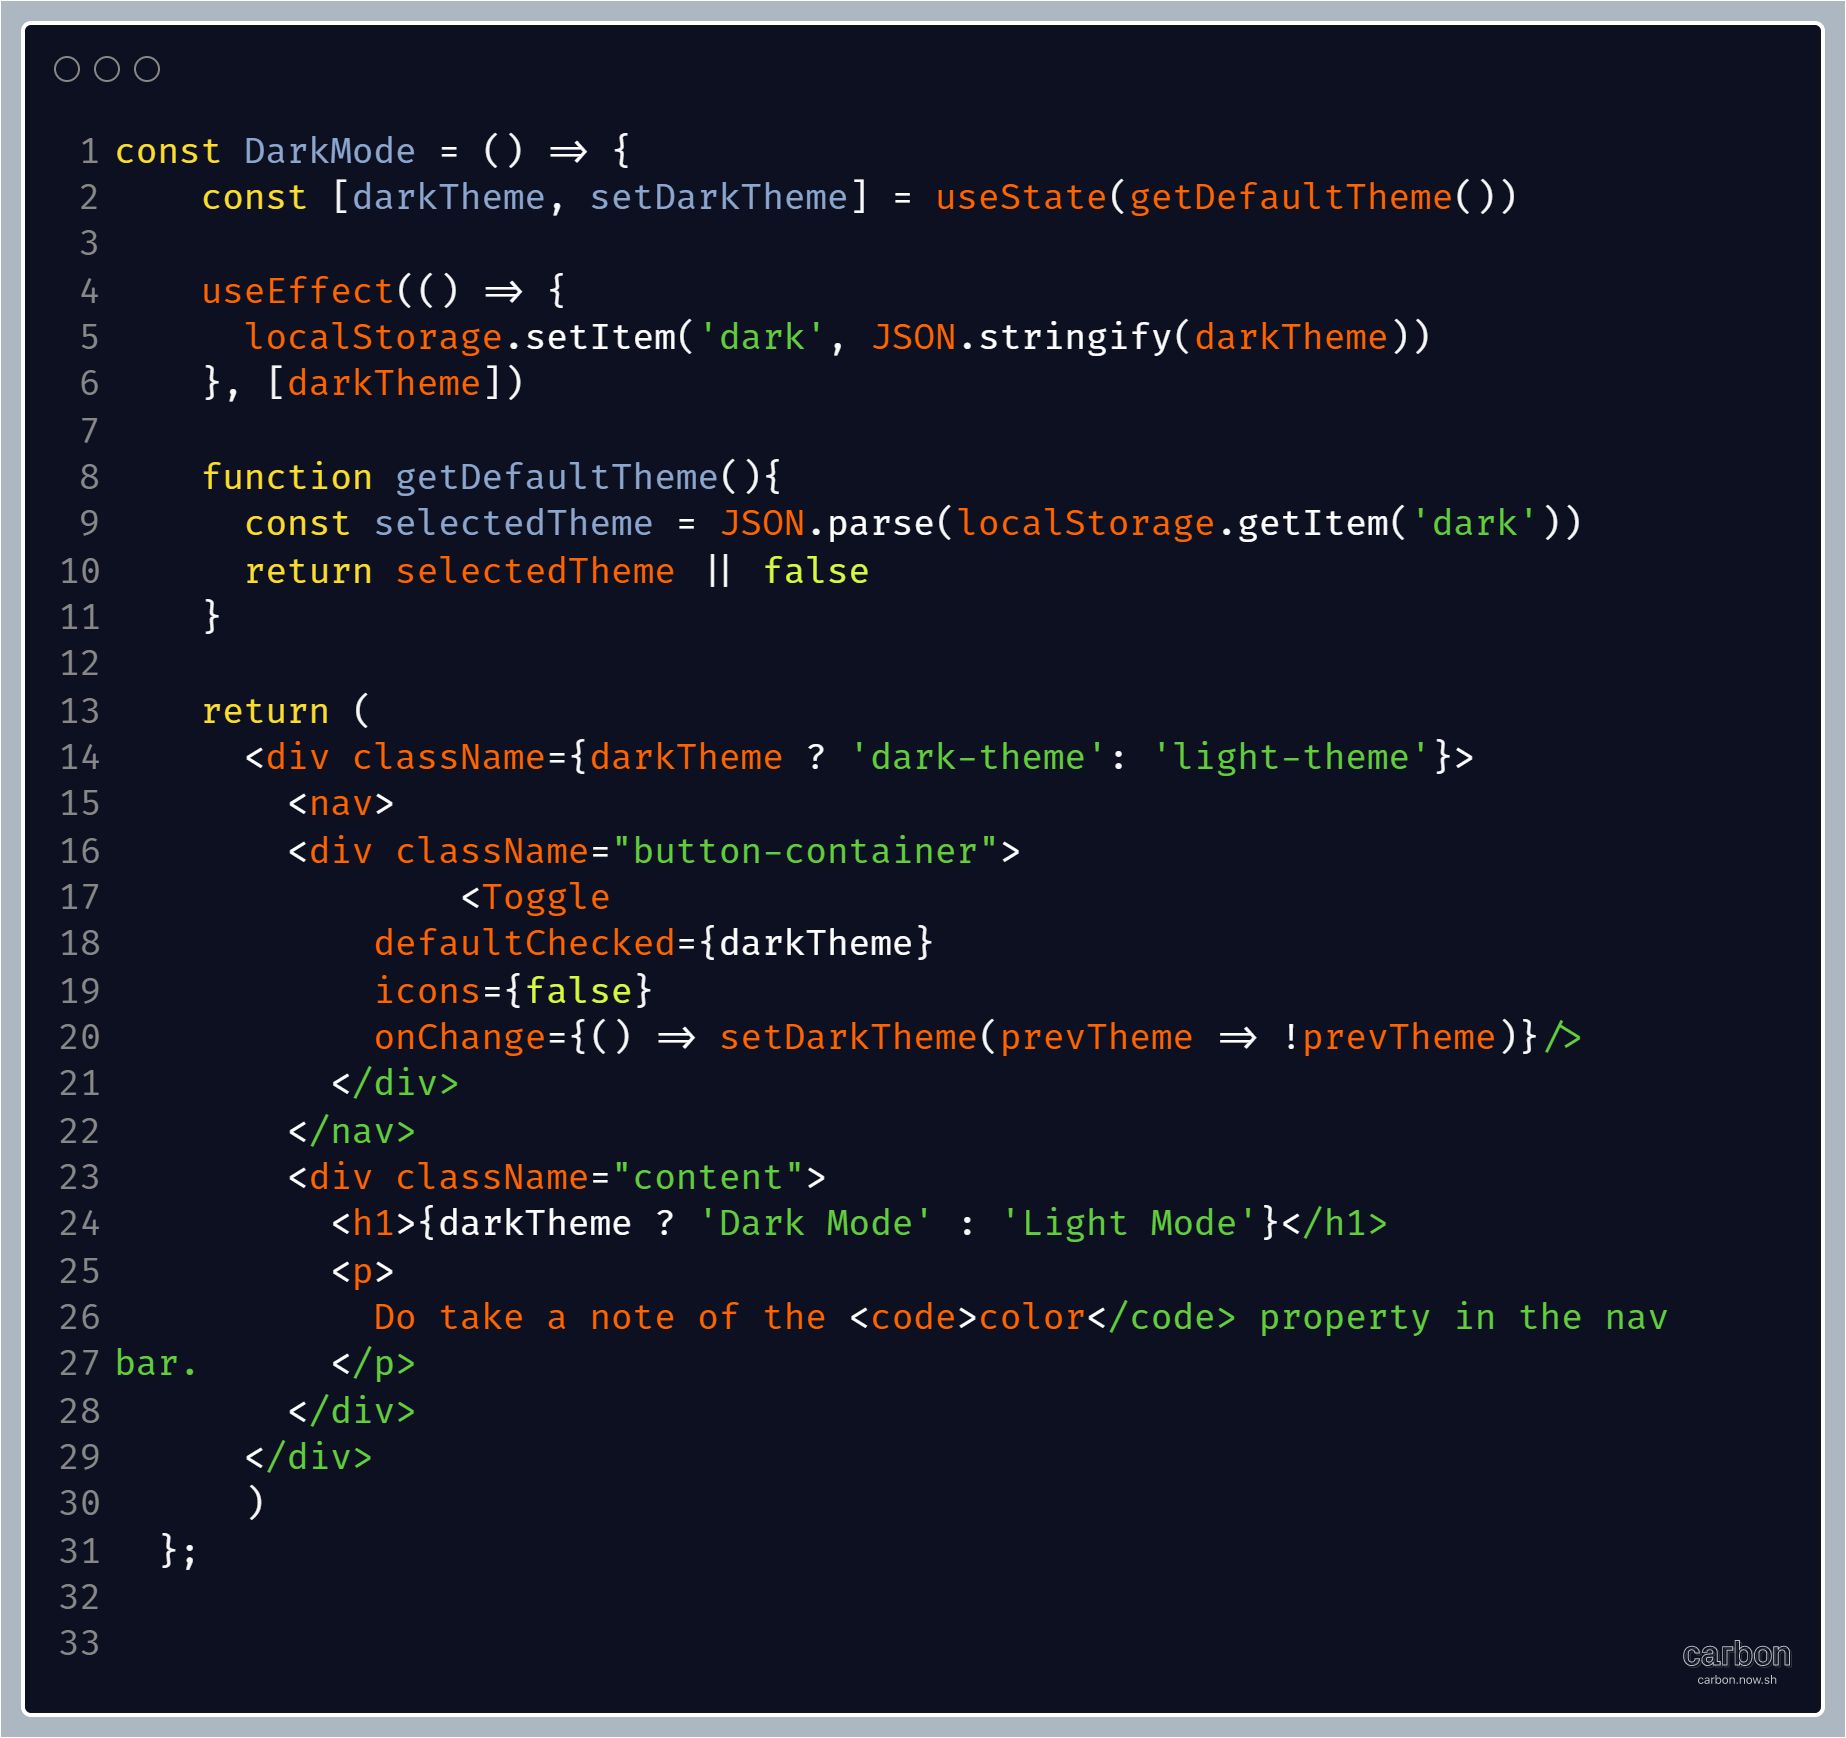 1 const DarkMode = () => {
2     const [darkTheme, setDarkTheme] = useState(getDefaultTheme())
3
4     useEffect(() => {
5       localStorage.setItem('dark', JSON.stringify(darkTheme))
6     }, [darkTheme])
7
8     function getDefaultTheme(){
9       const selectedTheme = JSON.parse(localStorage.getItem('dark'))
10       return selectedTheme || false
11     }
12
13     return (
14       <div className={darkTheme ? 'dark-theme': 'light-theme'}>
15         <nav>
16         <div className="button-container">
17                 <Toggle
18             defaultChecked={darkTheme}
19             icons={false}
20             onChange={() => setDarkTheme(prevTheme => !prevTheme)}/>
21           </div>
22         </nav>
23         <div className="content">
24           <h1>{darkTheme ? 'Dark Mode' : 'Light Mode'}</h1>
25           <p>
26             Do take a note of the <code>color</code> property in the nav
27 bar.      </p>
28         </div>
29       </div>
30       )
31   };
32
33
carbon
carbon.now.sh